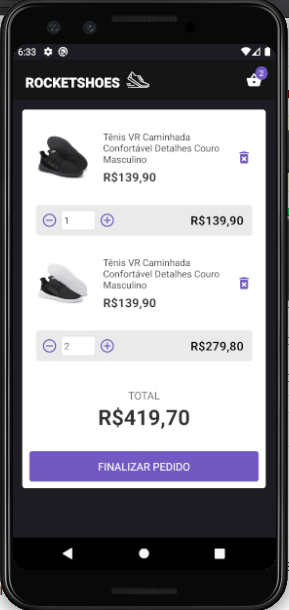 6:33
ROCKETSHOES
2
Tênis VR Caminhada
Confortável Detalhes Couro
Masculino
R$139,90
1
R$139,90
Tênis VR Caminhada
Confortável Detalhes Couro
Masculino
R$139,90
2
R$279,80
TOTAL
R$419,70
FINALIZAR PEDIDO